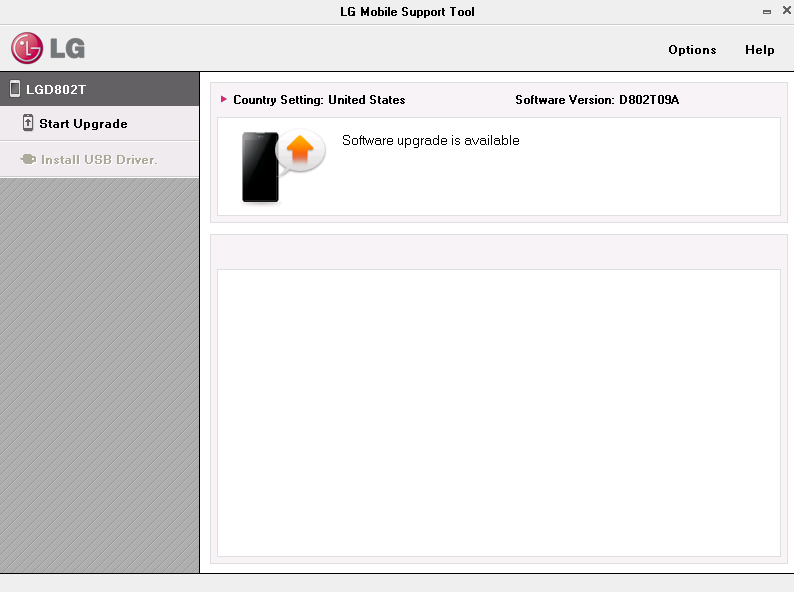 LG Mobile Support Tool
LG
Options Help
LGD802T
Start Upgrade
Install USB Driver.
Country Setting: United States Software Version: D802T09A
Software upgrade is available